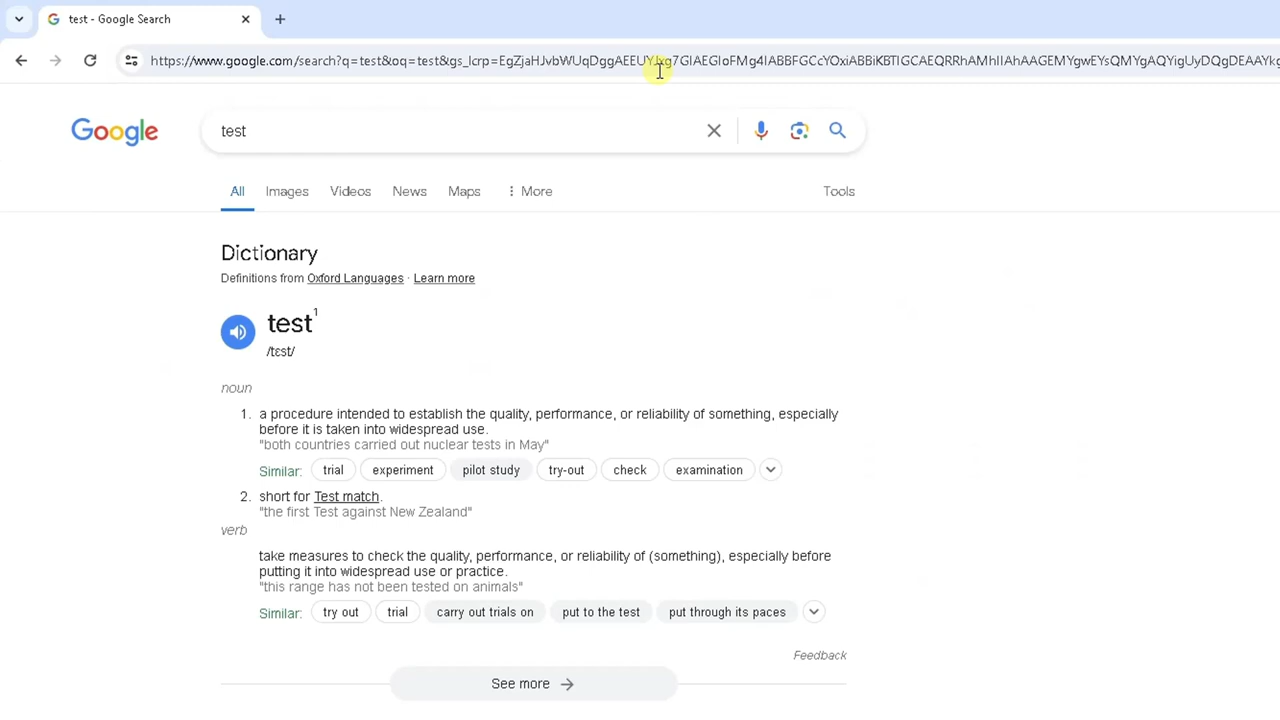 test - Google Search
https://www.google.com/search?q=test&oq=test&gs_lcrp=
Google
test
All Images Videos News Maps More Tools
Dictionary
Definitions from Oxford Languages · Learn more
test1
/tɛst/
noun
1. a procedure intended to establish the quality, performance, or reliability of something, especially
before it is taken into widespread use.
"both countries carried out nuclear tests in May"
Similar: trial experiment pilot study try-out check examination
2. short for Test match.
"the first Test against New Zealand"
verb
take measures to check the quality, performance, or reliability of (something), especially before
putting it into widespread use or practice.
"this range has not been tested on animals"
Similar: try out trial carry out trials on put to the test put through its paces
Feedback
See more